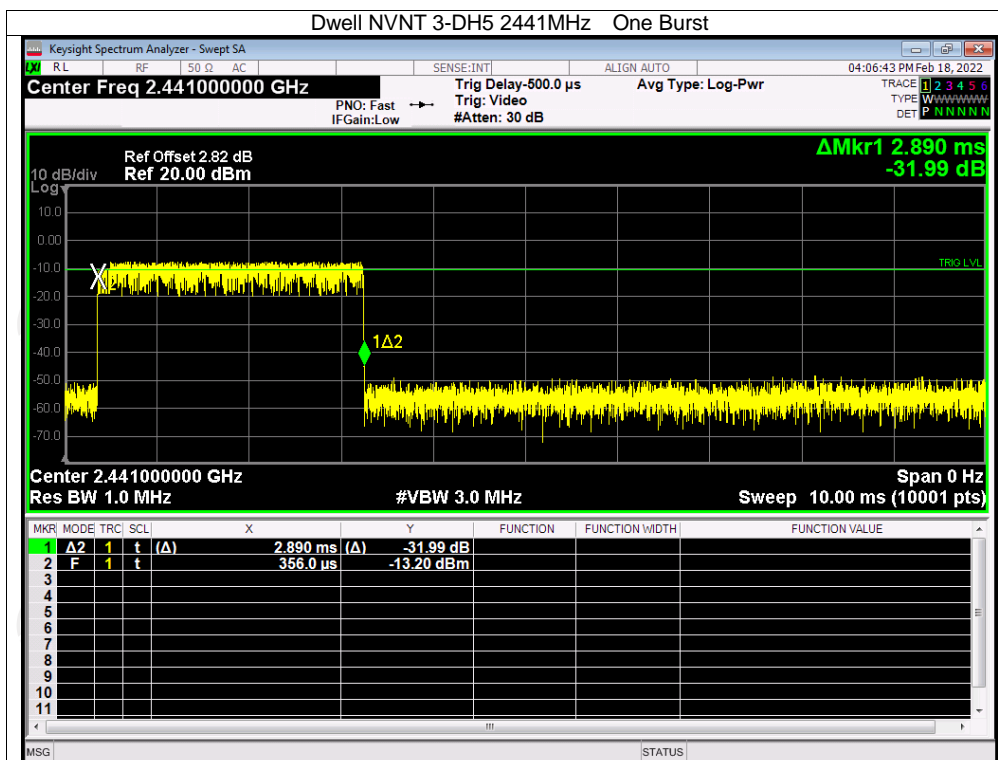 Dwell NVNT 3-DH5 2441MHz One Burst
Keysight Spectrum Analyzer - Swept SA
LXI RL RF 50 Ω AC SENSE:INT ALIGN AUTO 04:06:43 PM Feb 18, 2022
Center Freq 2.441000000 GHz Trig Delay-500.0 µs Avg Type: Log-Pwr TRACE 1 2 3 4 5 6
PNO: Fast Trig: Video TYPE WWWWWW
IFGain:Low #Atten: 30 dB DET P N N N N N
ΔMkr1 2.890 ms
Ref Offset 2.82 dB
10 dB/div Ref 20.00 dBm -31.99 dB
Log
10.0
0.00
-10.0
TRIG LVL
2
-20.0
-30.0
1Δ2
-40.0
-50.0
-60.0
-70.0
Center 2.441000000 GHz Span 0 Hz
Res BW 1.0 MHz #VBW 3.0 MHz Sweep 10.00 ms (10001 pts)
MKR MODE TRC SCL X Y FUNCTION FUNCTION WIDTH FUNCTION VALUE
1 Δ2 1 t (Δ) 2.890 ms (Δ) -31.99 dB
2 F 1 t 356.0 µs -13.20 dBm
3
4
5
6
7
8
9
10
11
MSG STATUS